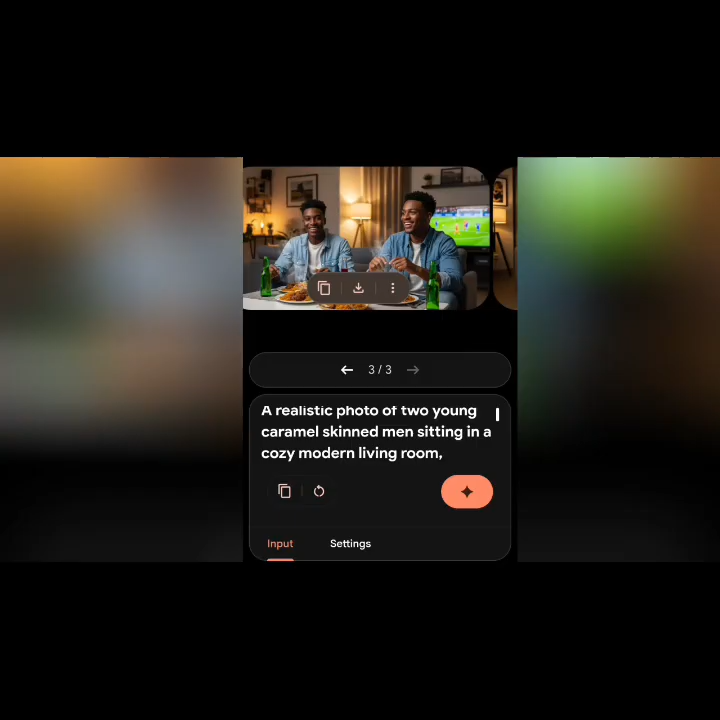 3 / 3
A realistic photo of two young
caramel skinned men sitting in a
cozy modern living room,
Input
Settings